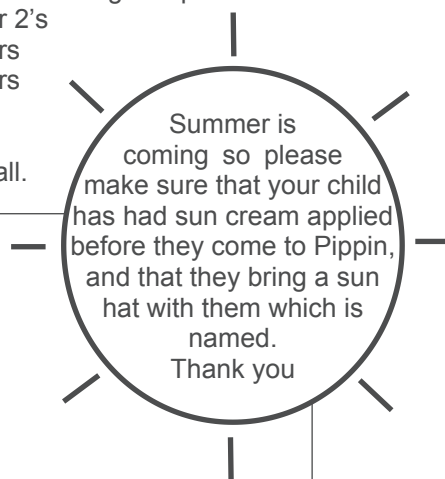 r 2's
rs
rs
all.
Summer is
coming so please
make sure that your child
has had sun cream applied
before they come to Pippin,
and that they bring a sun
hat with them which is
named.
Thank you